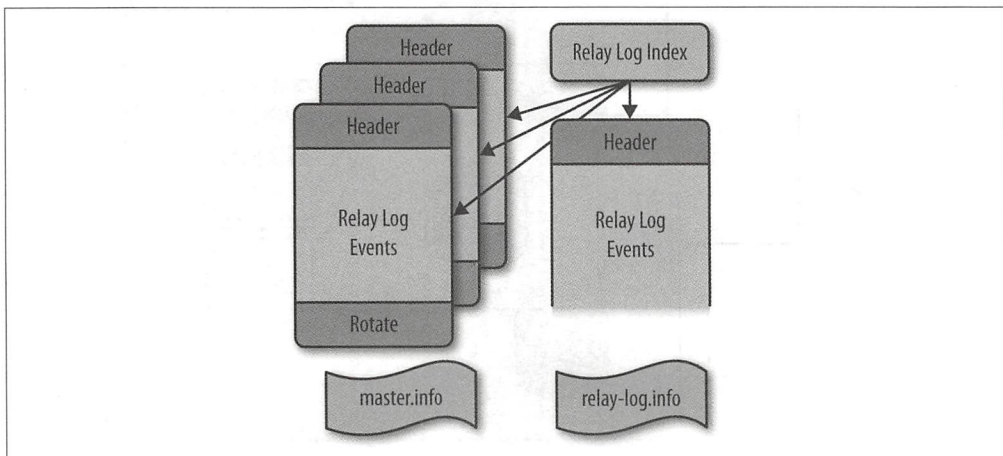 Header
Header
Header
Relay Log
Events
Rotate
Relay Log Index
Header
Relay Log
Events
master.info
relay-log.info